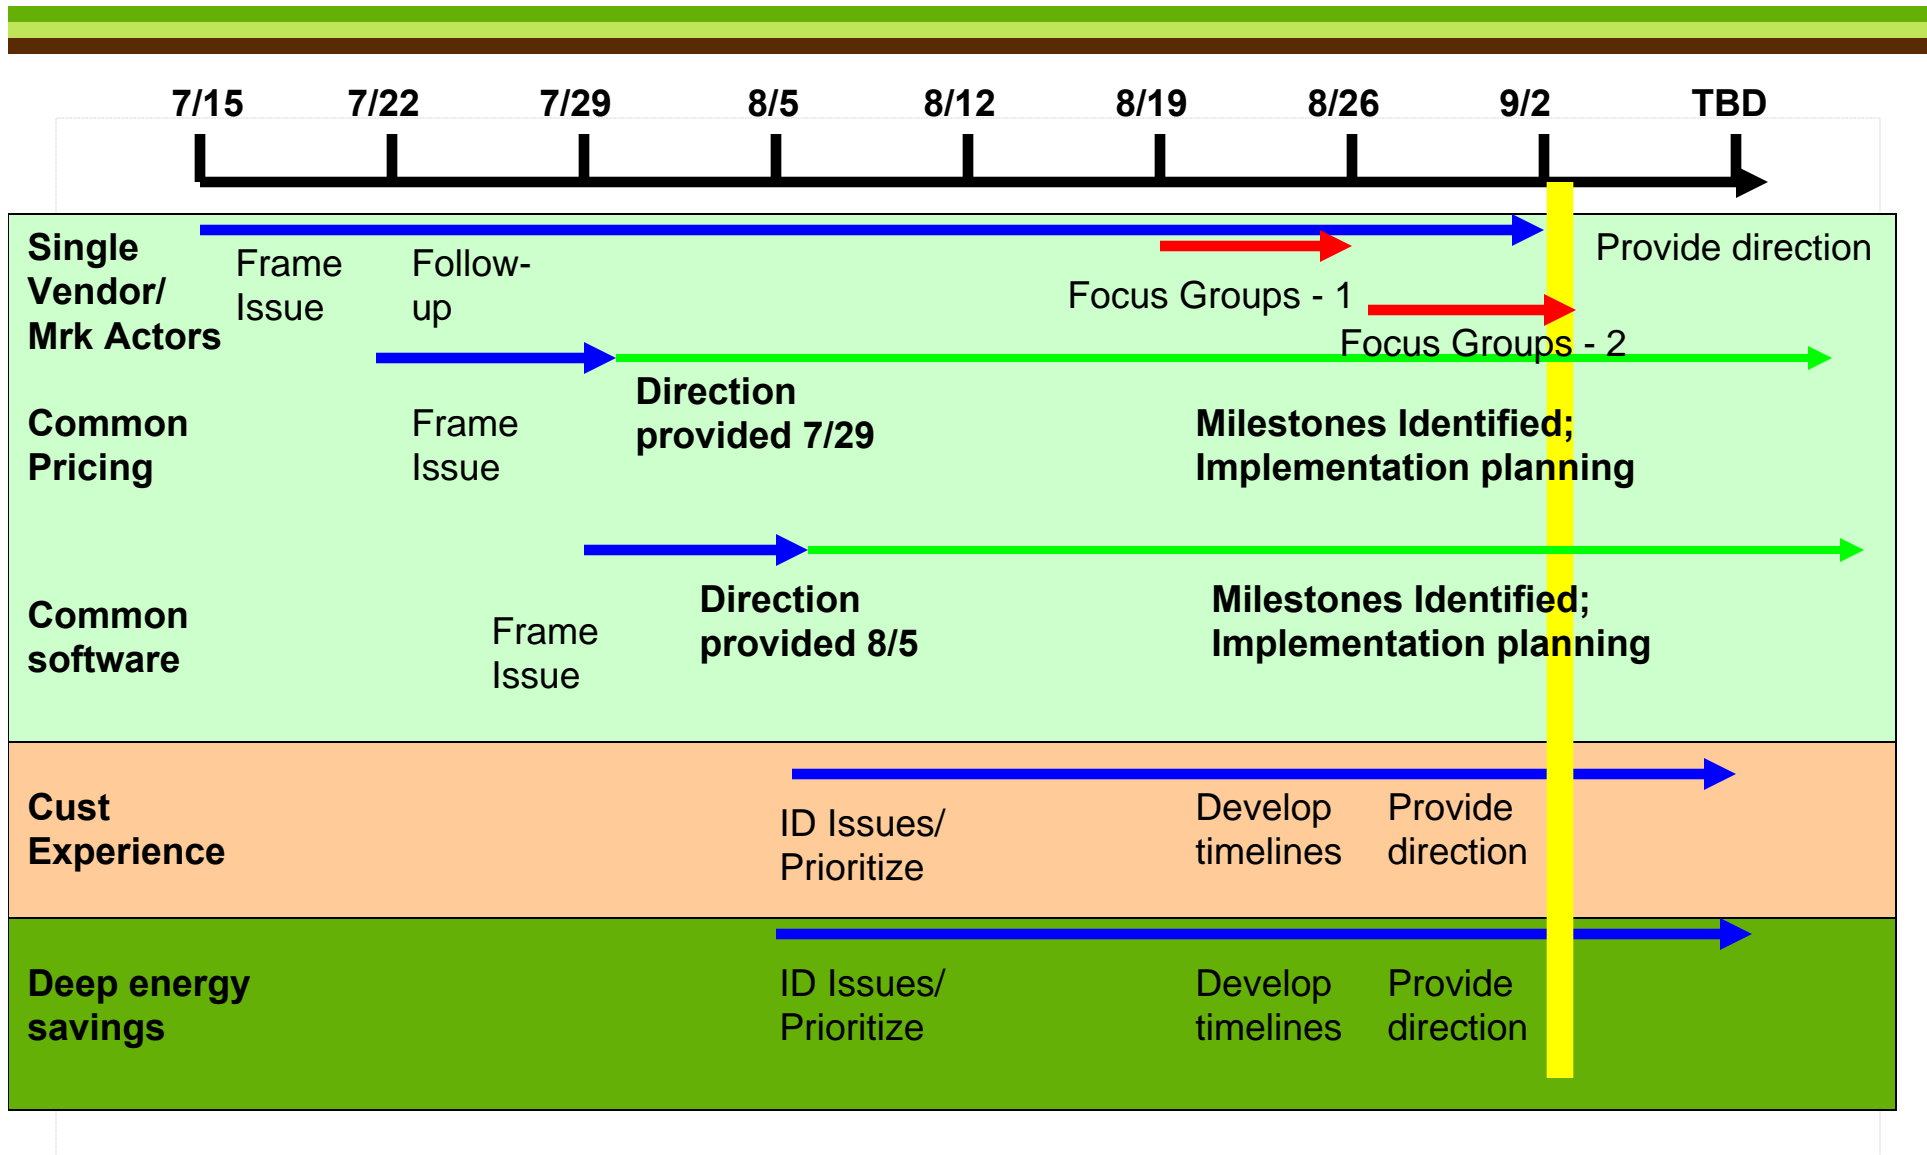 7/15 7/22 7/29 8/5 8/12 8/19 8/26 9/2 TBD
Single
Vendor/
Mrk Actors
Frame
Issue
Follow-
up
Focus Groups - 1
Focus Groups - 2
Provide direction
Common
Pricing
Frame
Issue
Direction
provided 7/29
Milestones Identified;
Implementation planning
Common
software
Frame
Issue
Direction
provided 8/5
Milestones Identified;
Implementation planning
Cust
Experience
ID Issues/
Prioritize
Develop
timelines
Provide
direction
Deep energy
savings
ID Issues/
Prioritize
Develop
timelines
Provide
direction